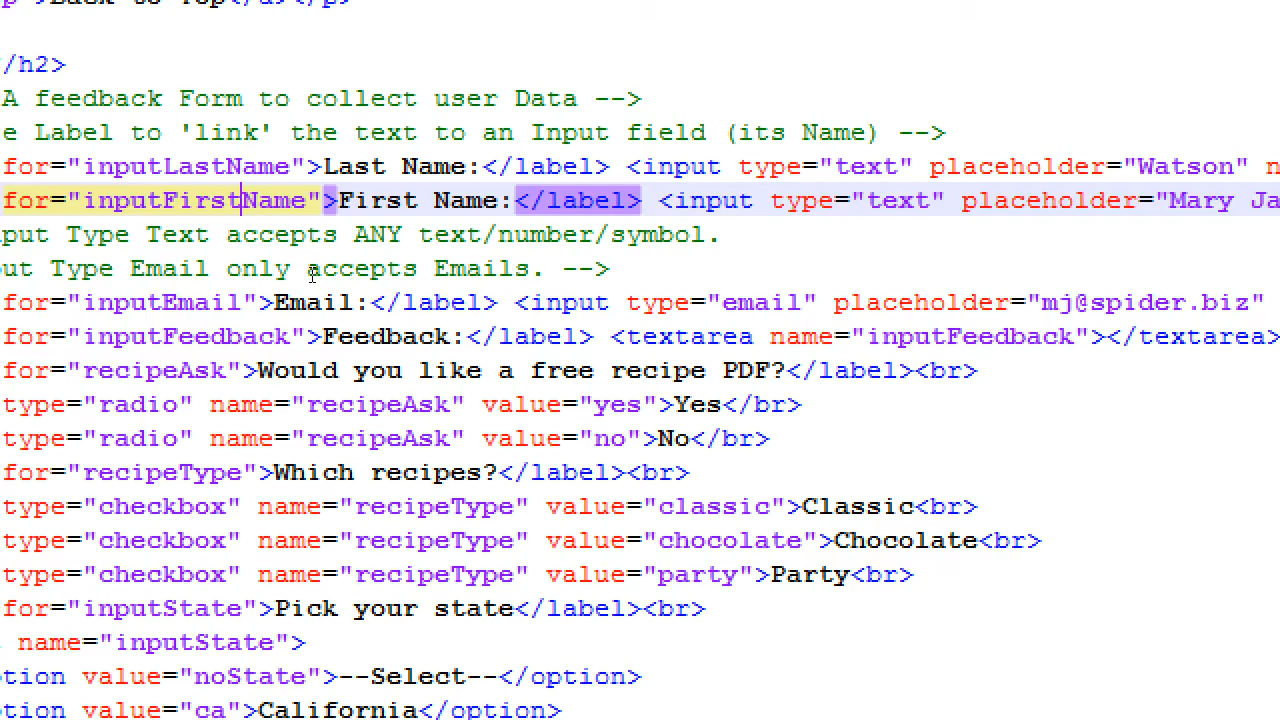 Back to Top</a></p>
/h2>
A feedback Form to collect user Data -->
e Label to 'link' the text to an Input field (its Name) -->
for="inputLastName">Last Name:</label> <input type="text" placeholder="Watson" n
for="inputFirstName">First Name:</label> <input type="text" placeholder="Mary Ja
put Type Text accepts ANY text/number/symbol.
ut Type Email only accepts Emails. -->
for="inputEmail">Email:</label> <input type="email" placeholder="mj@spider.biz"
for="inputFeedback">Feedback:</label> <textarea name="inputFeedback"></textarea>
for="recipeAsk">Would you like a free recipe PDF?</label><br>
type="radio" name="recipeAsk" value="yes">Yes</br>
type="radio" name="recipeAsk" value="no">No</br>
for="recipeType">Which recipes?</label><br>
type="checkbox" name="recipeType" value="classic">Classic<br>
type="checkbox" name="recipeType" value="chocolate">Chocolate<br>
type="checkbox" name="recipeType" value="party">Party<br>
for="inputState">Pick your state</label><br>
name="inputState">
tion value="noState">--Select--</option>
tion value="ca">California</option>